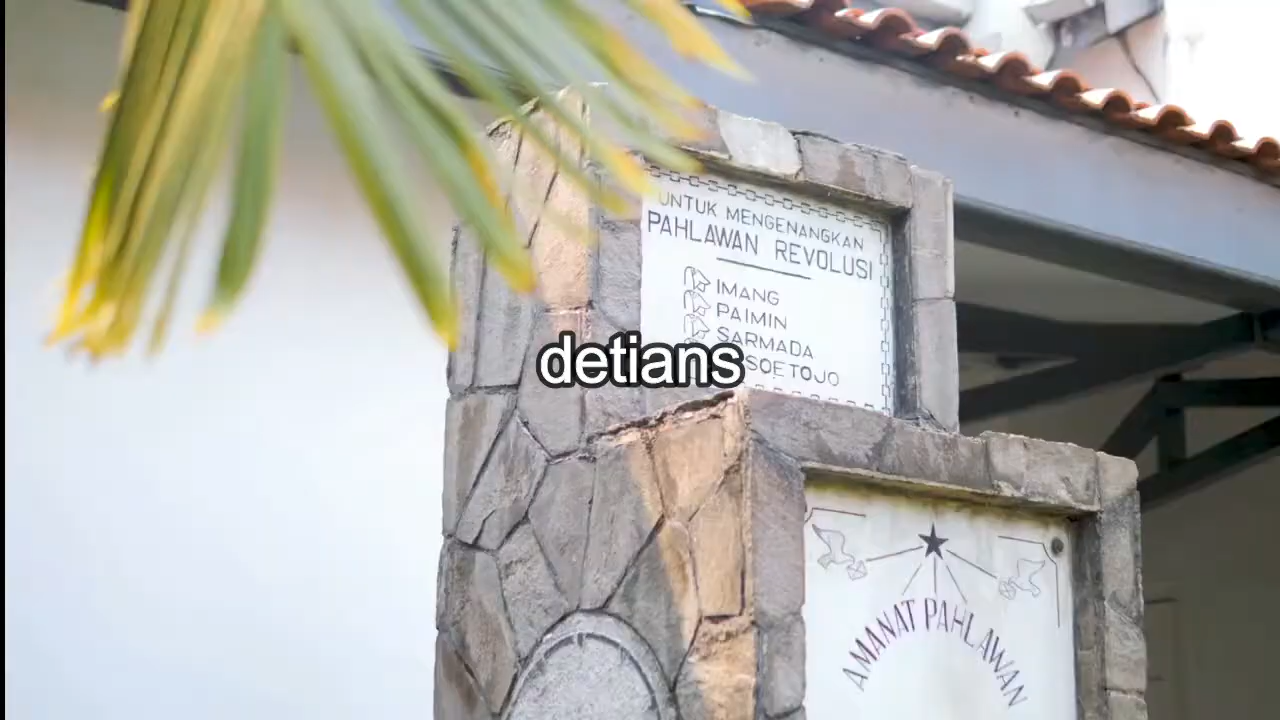 UNTUK MENGENANGKAN
PAHLAWAN REVOLUSI
IMANG
PAIMIN
SARMADA
SOETOJO
detians
AMANAT PAHLAWAN